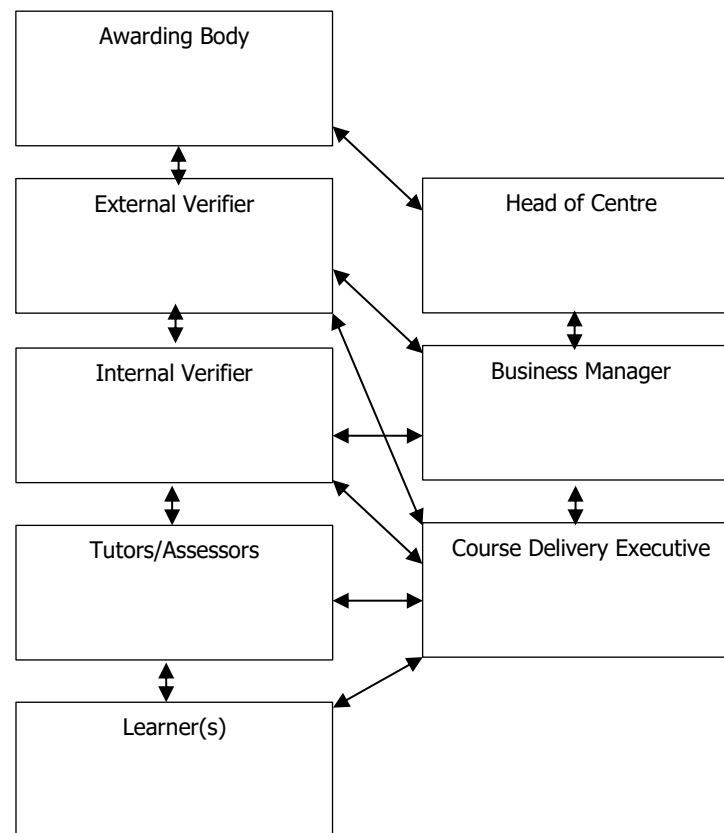 Awarding Body
External Verifier
Head of Centre
Internal Verifier
Business Manager
Tutors/Assessors
Course Delivery Executive
Learner(s)